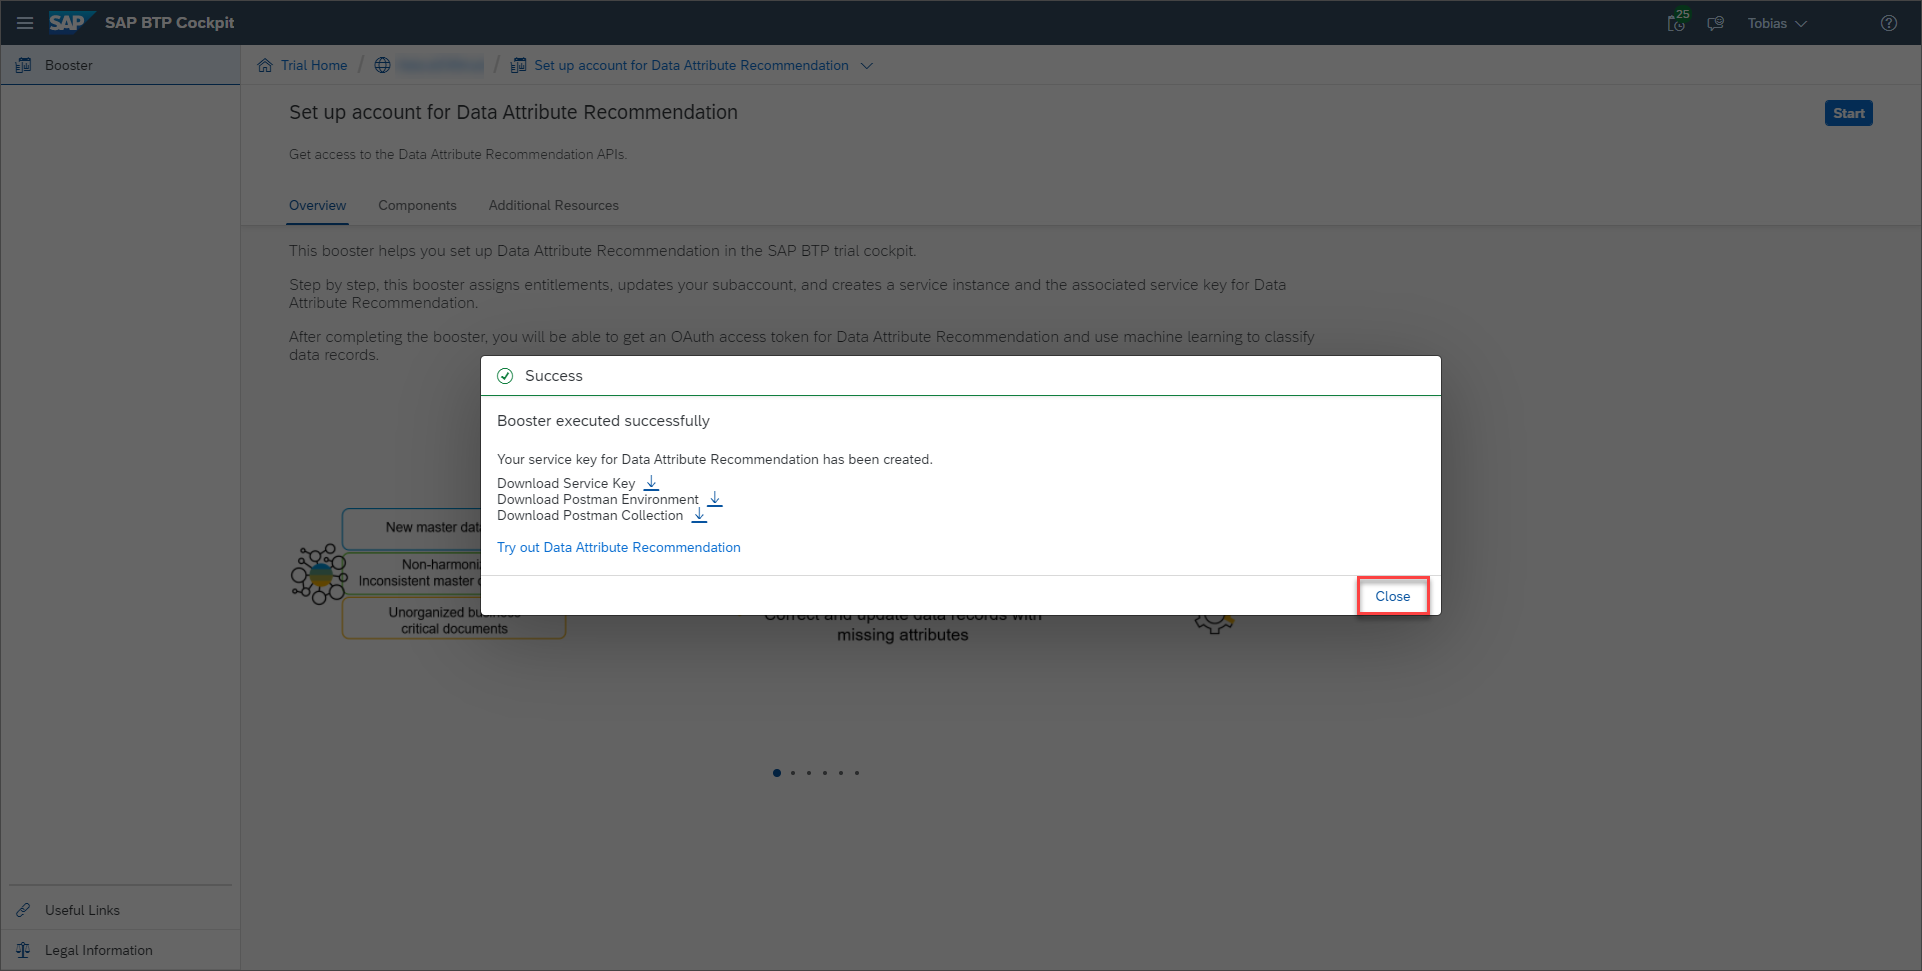 SAP SAP BTP Cockpit
25
Tobias
Booster
Trial Home / / Set up account for Data Attribute Recommendation
Set up account for Data Attribute Recommendation
Start
Get access to the Data Attribute Recommendation APIs.
Overview Components Additional Resources
This booster helps you set up Data Attribute Recommendation in the SAP BTP trial cockpit.
Step by step, this booster assigns entitlements, updates your subaccount, and creates a service instance and the associated service key for Data
Attribute Recommendation.
After completing the booster, you will be able to get an OAuth access token for Data Attribute Recommendation and use machine learning to classify
data records.
Success
Booster executed successfully
Your service key for Data Attribute Recommendation has been created.
Download Service Key
Download Postman Environment
Download Postman Collection
Try out Data Attribute Recommendation
Close
New master dat
Non-harmoni
Inconsistent master
Unorganized business
critical documents
Correct and update data records with
missing attributes
Useful Links
Legal Information